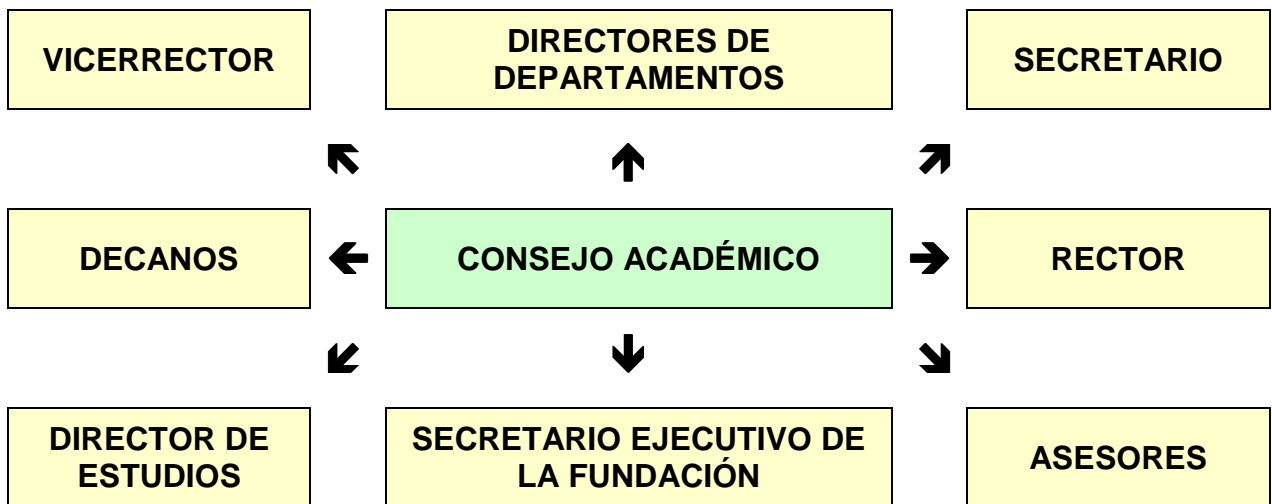 VICERRECTOR
DIRECTORES DE
DEPARTAMENTOS
SECRETARIO
DECANOS
CONSEJO ACADÉMICO
RECTOR
DIRECTOR DE
ESTUDIOS
SECRETARIO EJECUTIVO DE
LA FUNDACIÓN
ASESORES